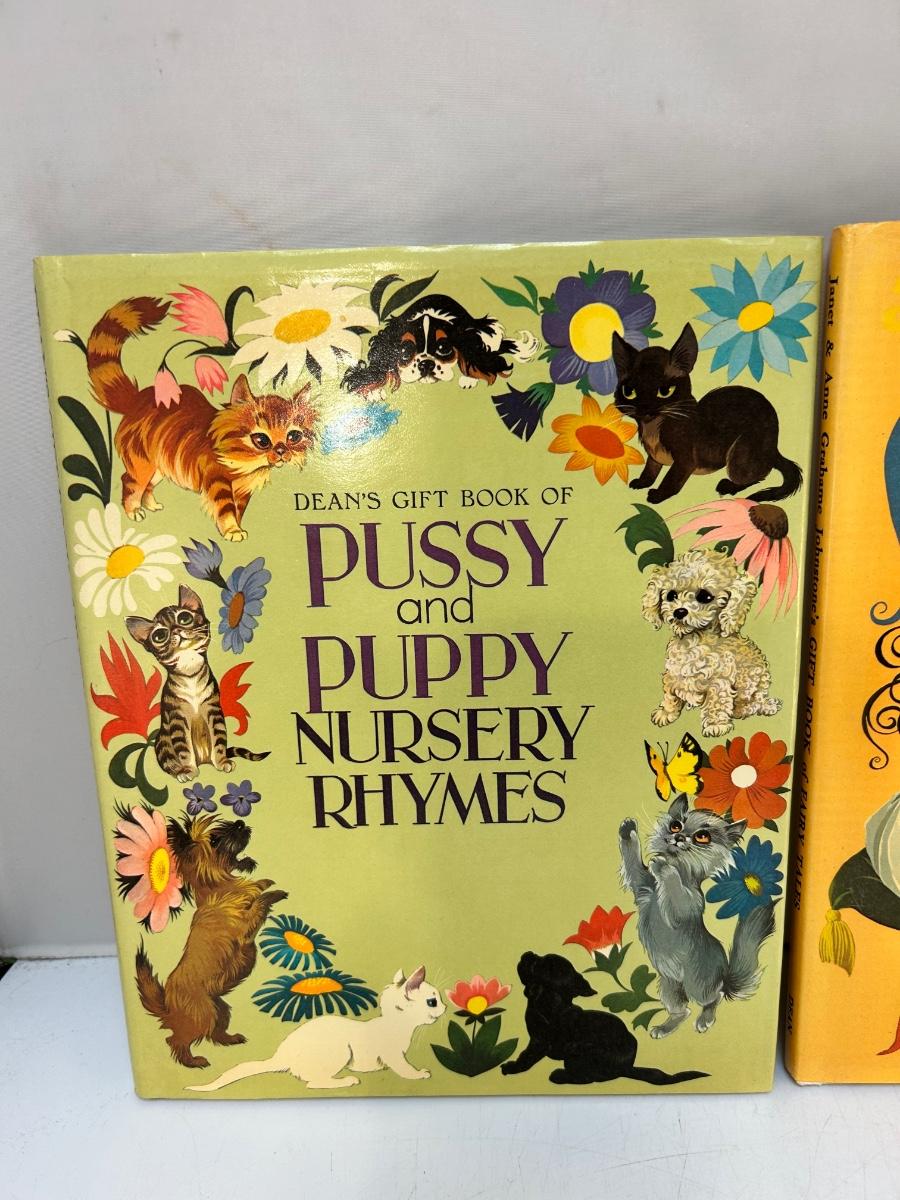 DEAN'S GIFT BOOK OF
PUSSY
and
PUPPY
NURSERY
RHYMES
Janet & Anne Grahame Johnstone's GIFT BOOK of FAIRY TALES
DEAN